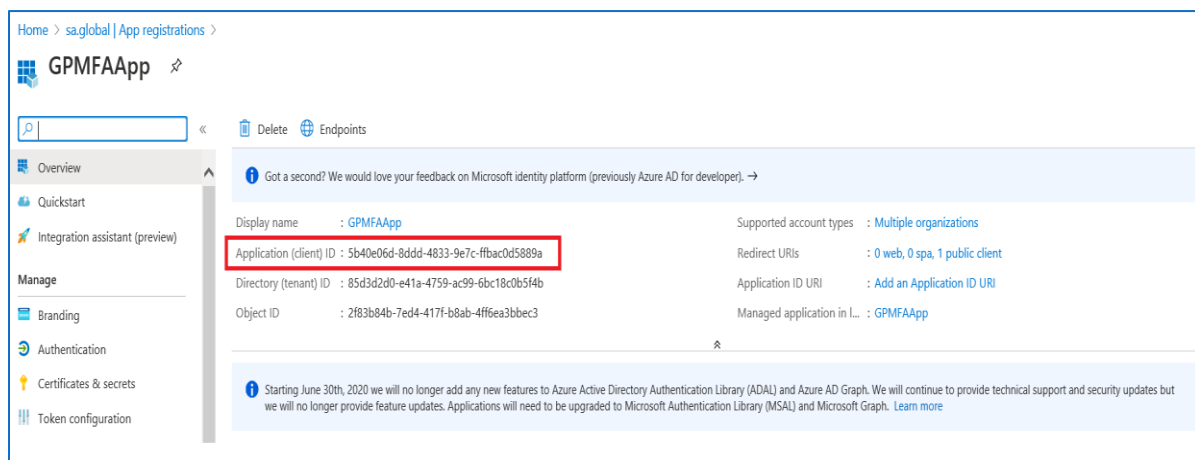 Home > sa.global | App registrations >
GPMFAApp
«
Delete Endpoints
Overview
Quickstart
Integration assistant (preview)
Manage
Branding
Authentication
Certificates & secrets
Token configuration
Got a second? We would love your feedback on Microsoft identity platform (previously Azure AD for developer). →
Display name : GPMFAApp
Application (client) ID : 5b40e06d-8ddd-4833-9e7c-ffbac0d5889a
Directory (tenant) ID : 85d3d2d0-e41a-4759-ac99-6bc18c0b5f4b
Object ID : 2f83b84b-7ed4-417f-b8ab-4ff6ea3bbec3
Supported account types : Multiple organizations
Redirect URIs : 0 web, 0 spa, 1 public client
Application ID URI : Add an Application ID URI
Managed application in l... : GPMFAApp
Starting June 30th, 2020 we will no longer add any new features to Azure Active Directory Authentication Library (ADAL) and Azure AD Graph. We will continue to provide technical support and security updates but
we will no longer provide feature updates. Applications will need to be upgraded to Microsoft Authentication Library (MSAL) and Microsoft Graph. Learn more